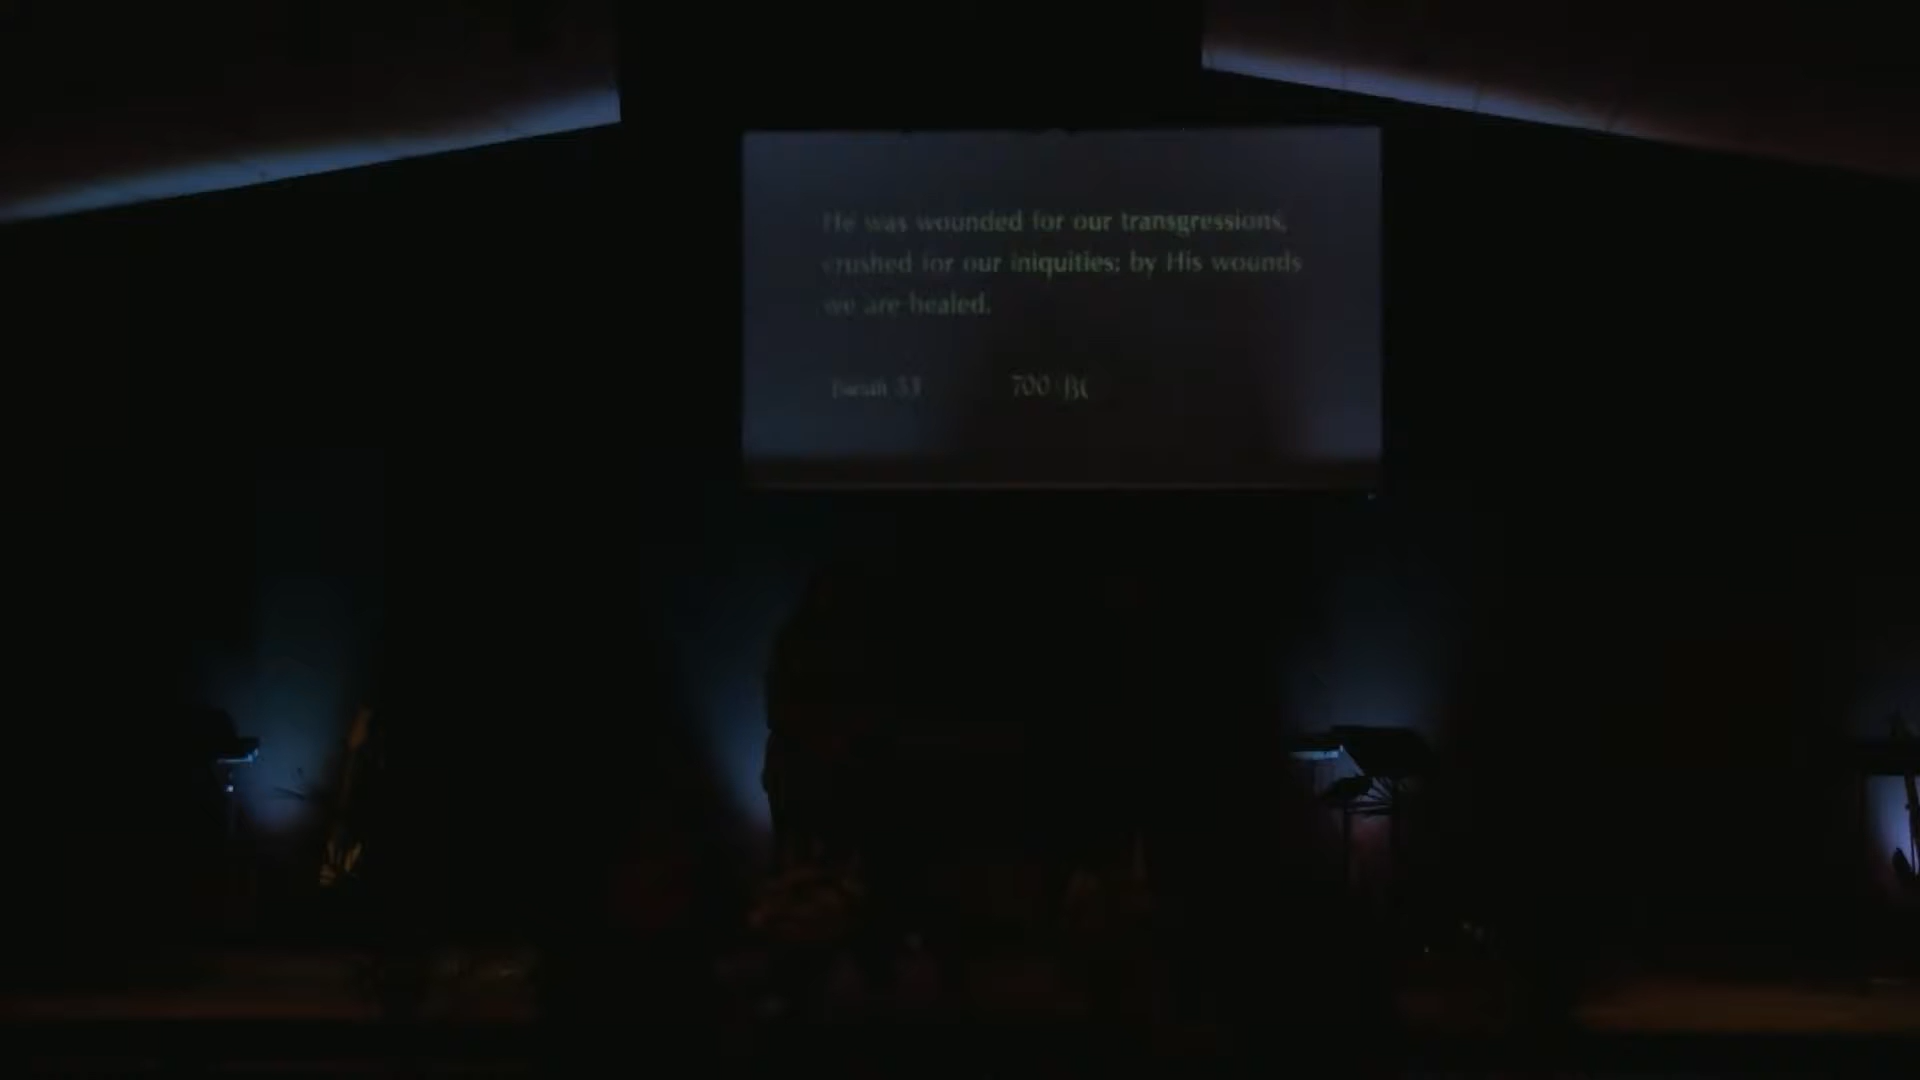 He was wounded for our transgressions,
crushed for our iniquities; by His wounds
we are healed.
Isaiah 53 700 BC